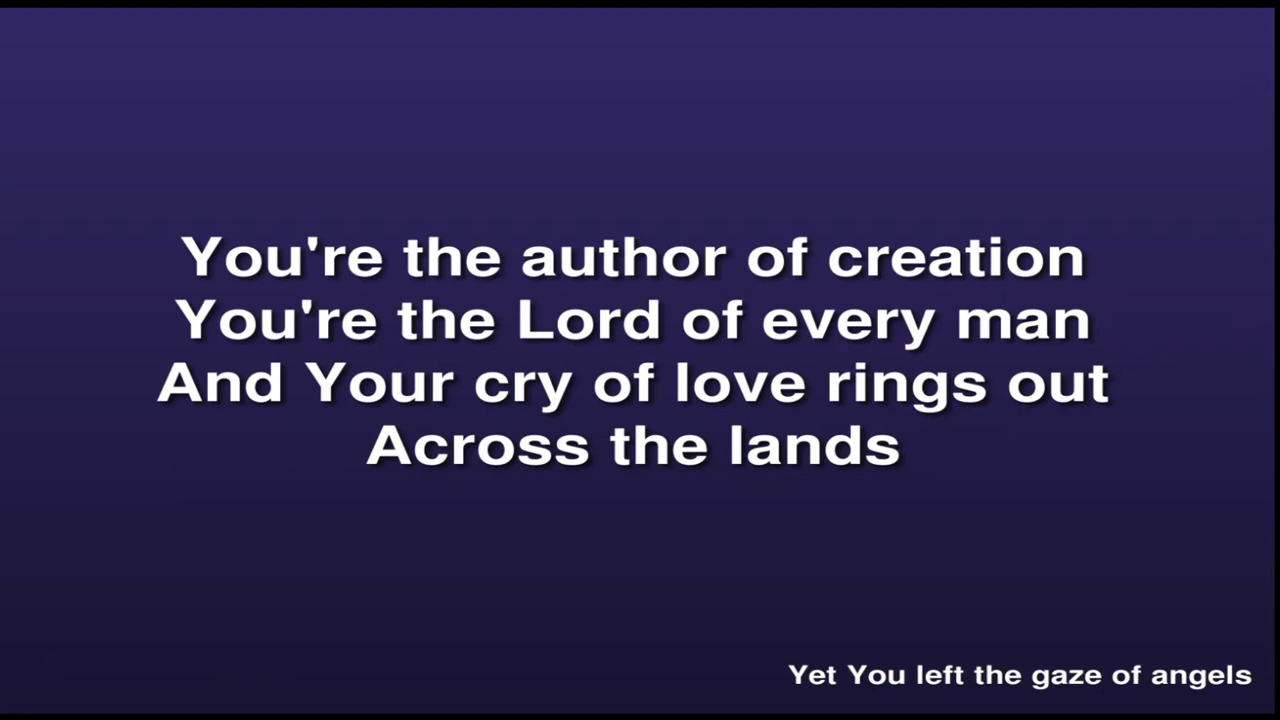 You're the author of creation
You're the Lord of every man
And Your cry of love rings out
Across the lands
Yet You left the gaze of angels